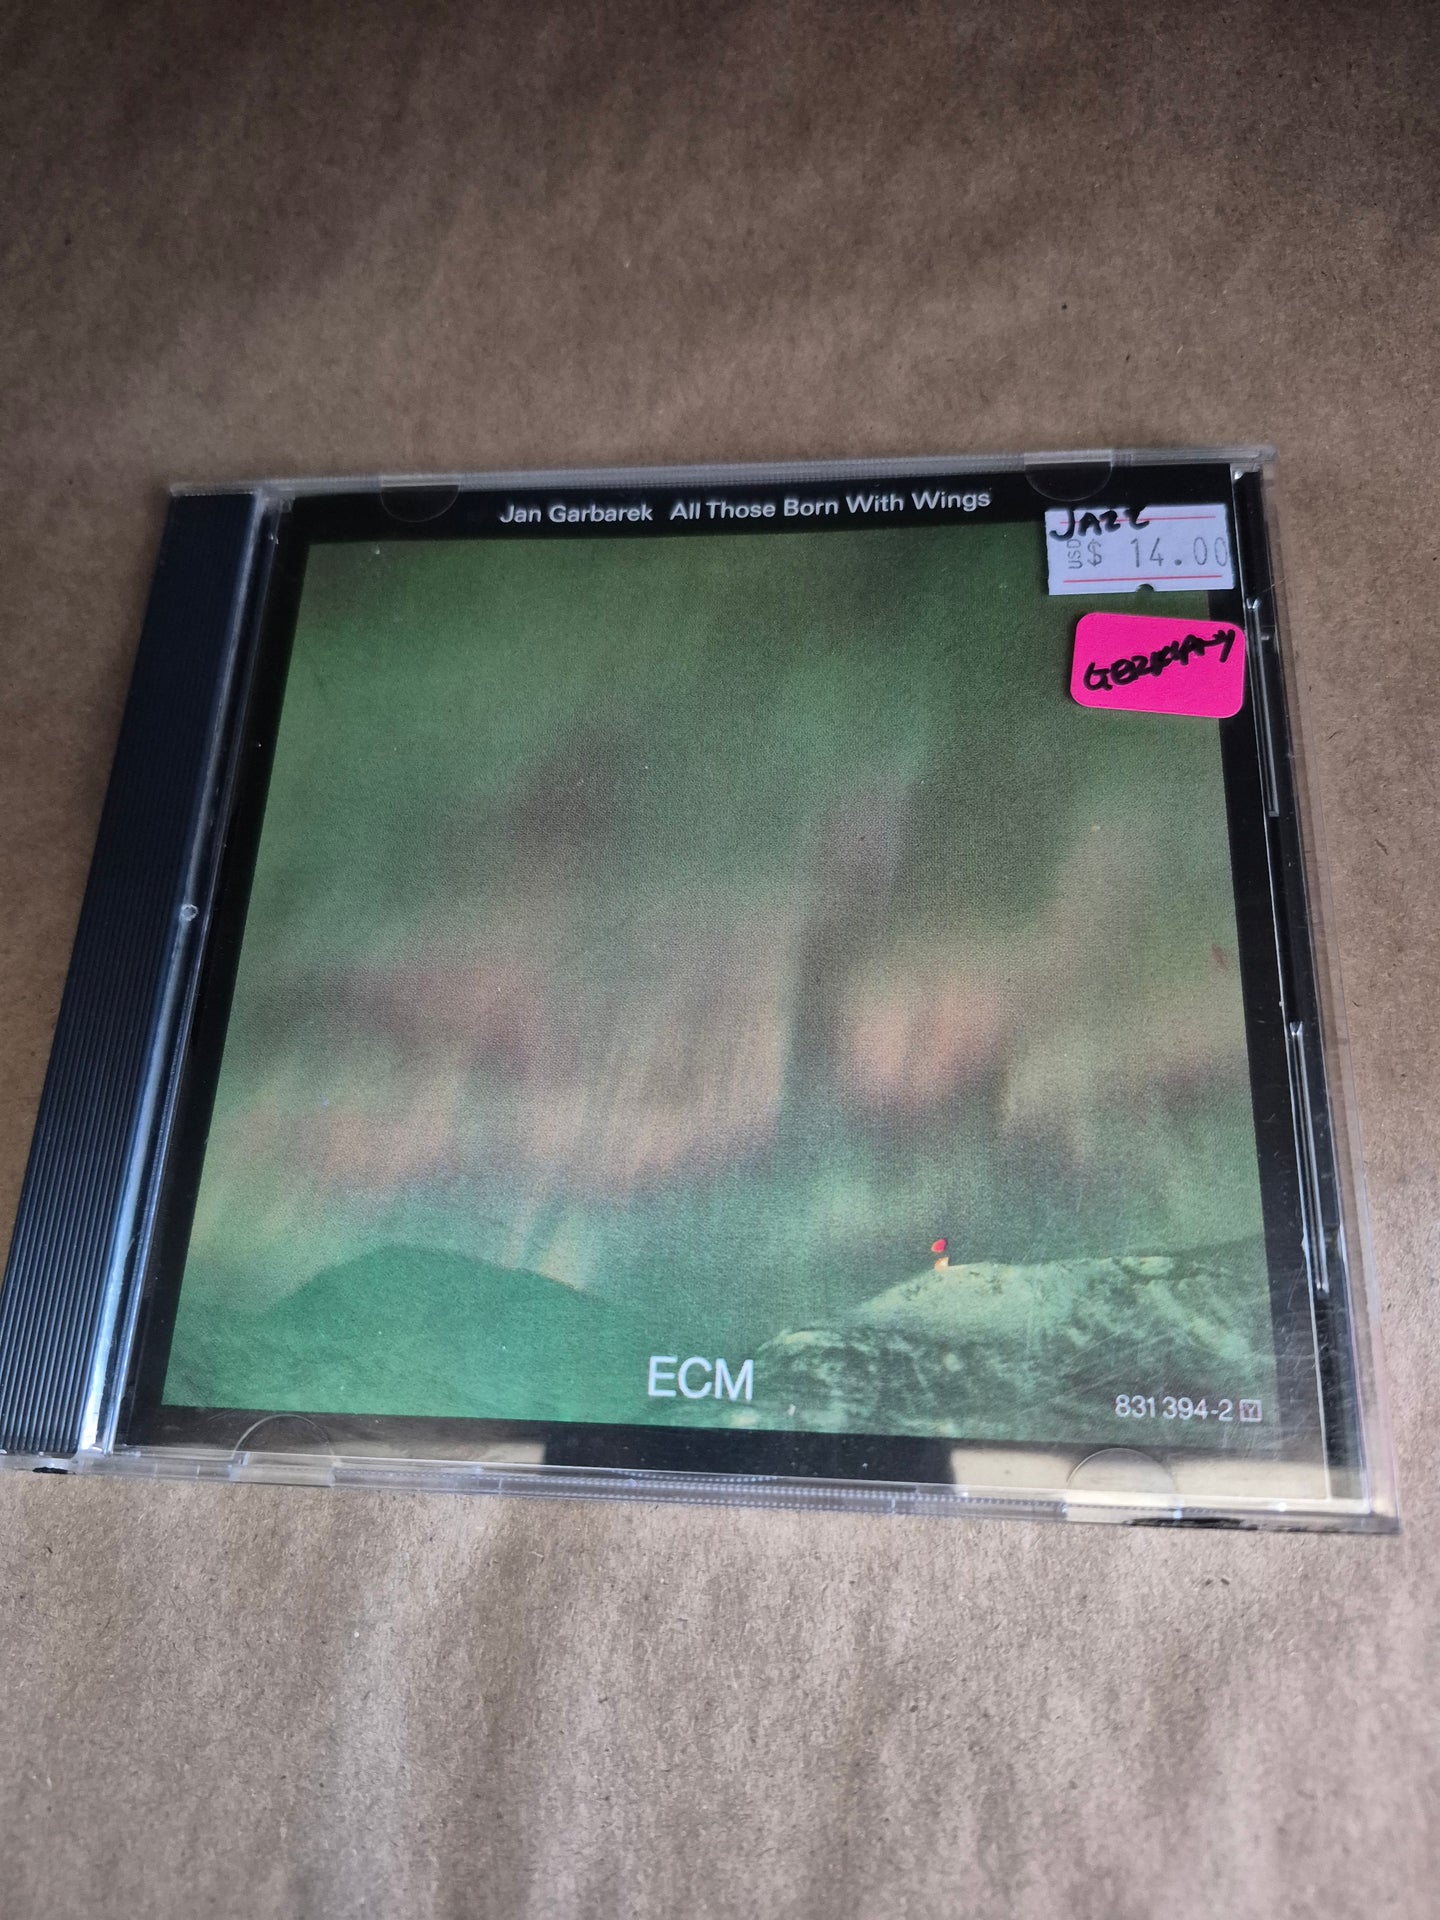 Jan Garbarek All Those Born With Wings
JAZZ
USD $ 14.00
GERMANY
ECM
831 394-2 Y